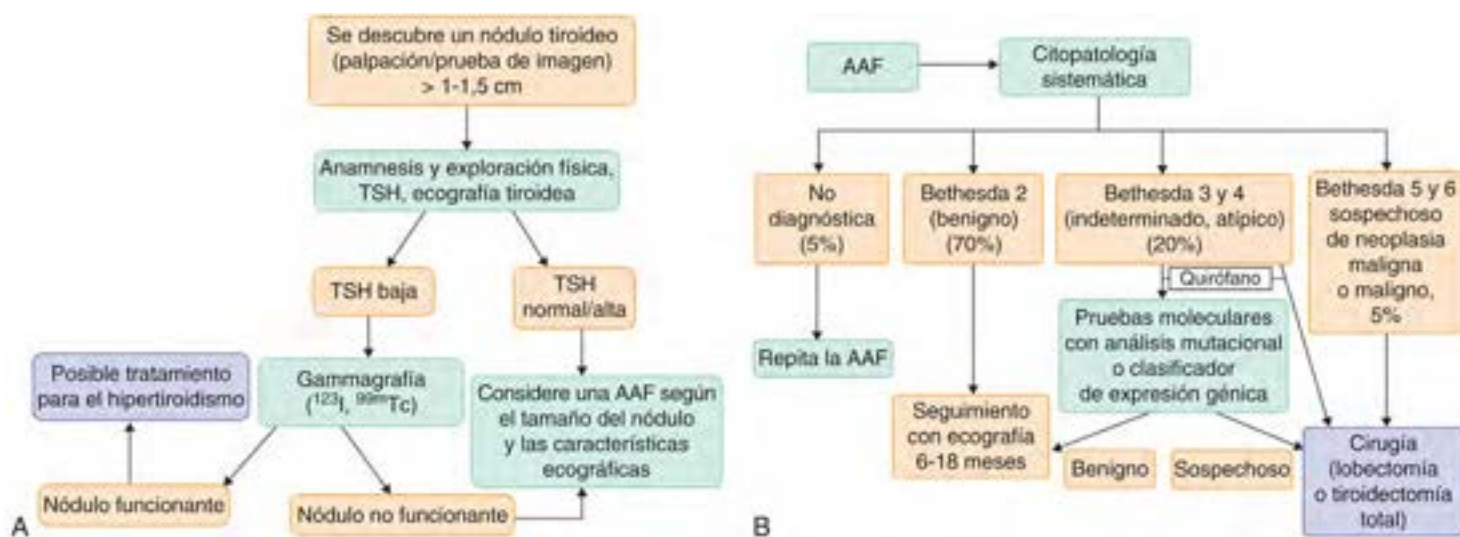 Se descubre un nódulo tiroideo
(palpación/prueba de imagen)
> 1-1,5 cm
Anamnesis y exploración física,
TSH, ecografía tiroidea
TSH baja
TSH
normal/alta
Posible tratamiento
para el hipertiroidismo
Gammagrafía
(¹²³I, ⁹⁹ᵐTc)
Considere una AAF según
el tamaño del nódulo
y las características
ecográficas
Nódulo funcionante
Nódulo no funcionante
A
AAF
Citopatología
sistemática
No
diagnóstica
(5%)
Bethesda 2
(benigno)
(70%)
Bethesda 3 y 4
(indeterminado, atípico)
(20%)
Bethesda 5 y 6
sospechoso
de neoplasia
maligna
o maligno,
5%
Quirófano
Repita la AAF
Pruebas moleculares
con análisis mutacional
o clasificador
de expresión génica
Seguimiento
con ecografía
6-18 meses
Benigno
Sospechoso
Cirugía
(lobectomía
o tiroidectomía
total)
B